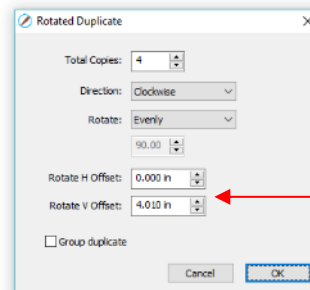 Rotated Duplicate
Total Copies: 4
Direction: Clockwise
Rotate: Evenly
90.00
Rotate H Offset: 0.000 in
Rotate V Offset: 4.010 in
Group duplicate
Cancel OK